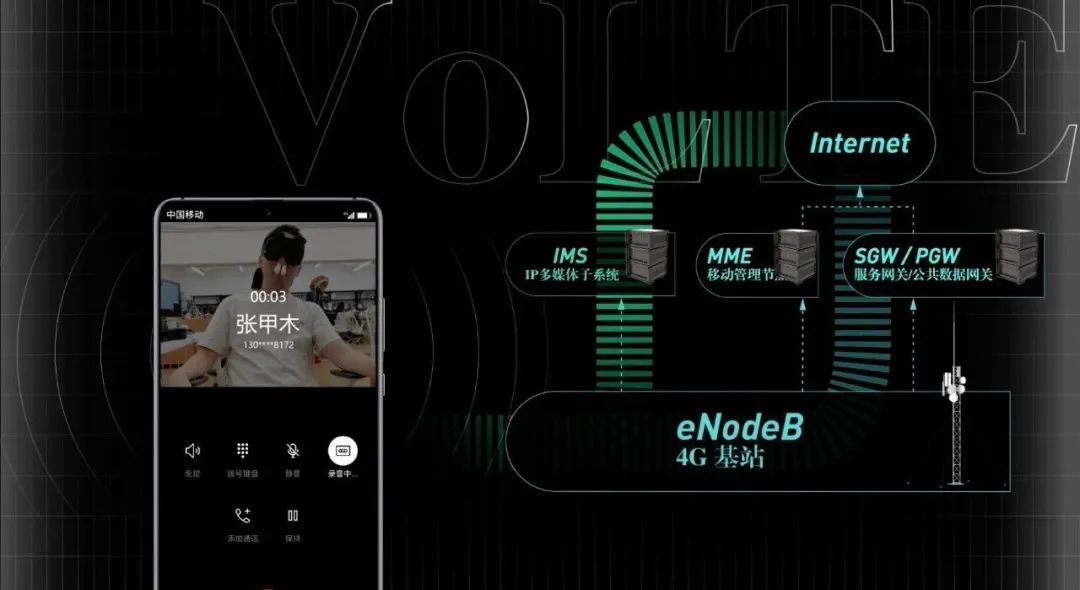 VoLTE
中国移动
00:03
张甲木
130****8172
免提
拨号键盘
静音
录音中...
添加通话
保持
Internet
IMS
IP多媒体子系统
MME
移动管理节
SGW / PGW
服务网关/公共数据网关
eNodeB
4G 基站